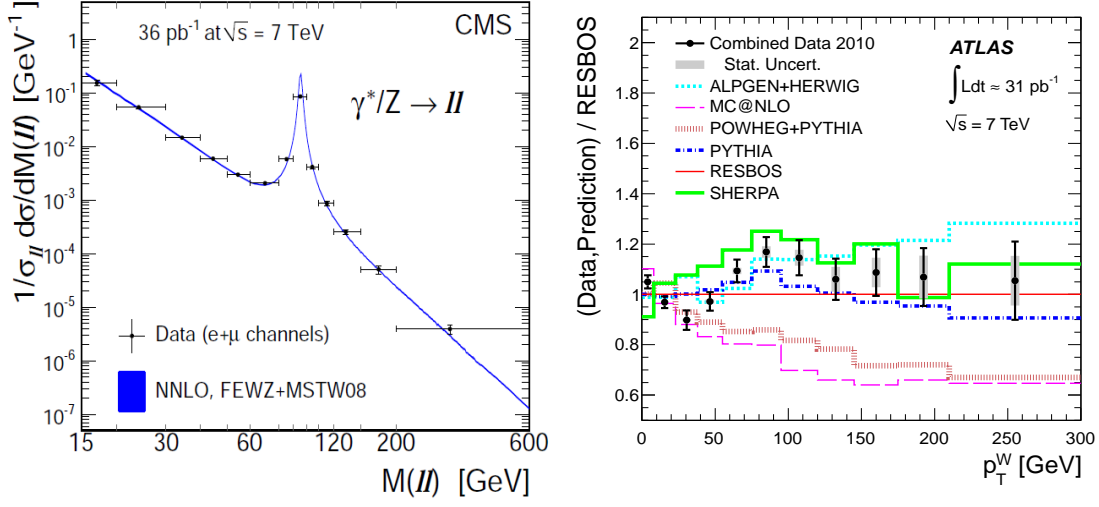 36 pb⁻¹ at √s = 7 TeV
CMS
γ*/Z → ll
1/σ_ll dσ/dM(ll) [GeV⁻¹]
1
10⁻¹
10⁻²
10⁻³
10⁻⁴
10⁻⁵
10⁻⁶
10⁻⁷
Data (e+μ channels)
NNLO, FEWZ+MSTW08
15 30 60 120 200 600
M(ll) [GeV]
(Data,Prediction) / RESBOS
2
1.8
1.6
1.4
1.2
1
0.8
0.6
Combined Data 2010
Stat. Uncert.
ALPGEN+HERWIG
MC@NLO
POWHEG+PYTHIA
PYTHIA
RESBOS
SHERPA
ATLAS
∫ Ldt ≈ 31 pb⁻¹
√s = 7 TeV
0 50 100 150 200 250 300
p_T^W [GeV]